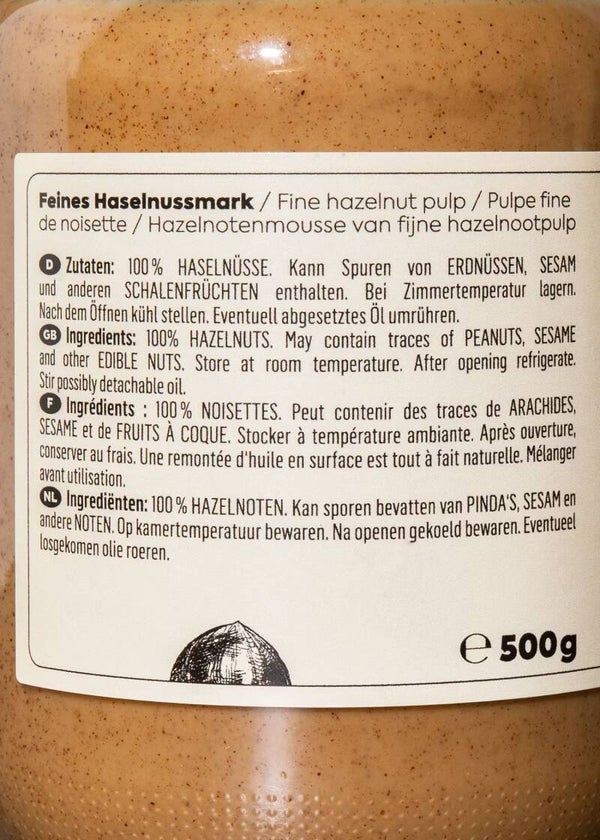 Feines Haselnussmark / Fine hazelnut pulp / Pulpe fine
de noisette / Hazelnotenmousse van fijne hazelnootpulp
D Zutaten: 100% HASELNÜSSE. Kann Spuren von ERDNÜSSEN, SESAM
und anderen SCHALENFRÜCHTEN enthalten. Bei Zimmertemperatur lagern.
Nach dem Öffnen kühl stellen. Eventuell abgesetztes Öl umrühren.
GB Ingredients: 100% HAZELNUTS. May contain traces of PEANUTS, SESAME
and other EDIBLE NUTS. Store at room temperature. After opening refrigerate.
Stir possibly detachable oil.
F Ingrédients : 100% NOISETTES. Peut contenir des traces de ARACHIDES,
SESAME et de FRUITS À COQUE. Stocker à température ambiante. Après ouverture,
conserver au frais. Une remontée d'huile en surface est tout à fait naturelle. Mélanger
avant utilisation.
NL Ingrediënten: 100% HAZELNOTEN. Kan sporen bevatten van PINDA'S, SESAM en
andere NOTEN. Op kamertemperatuur bewaren. Na openen gekoeld bewaren. Eventueel
losgekomen olie roeren.
℮ 500g